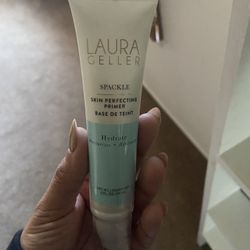 LAURA
GELLER
SPACKLE
SKIN PERFECTING
PRIMER
BASE DE TEINT
Hydrate